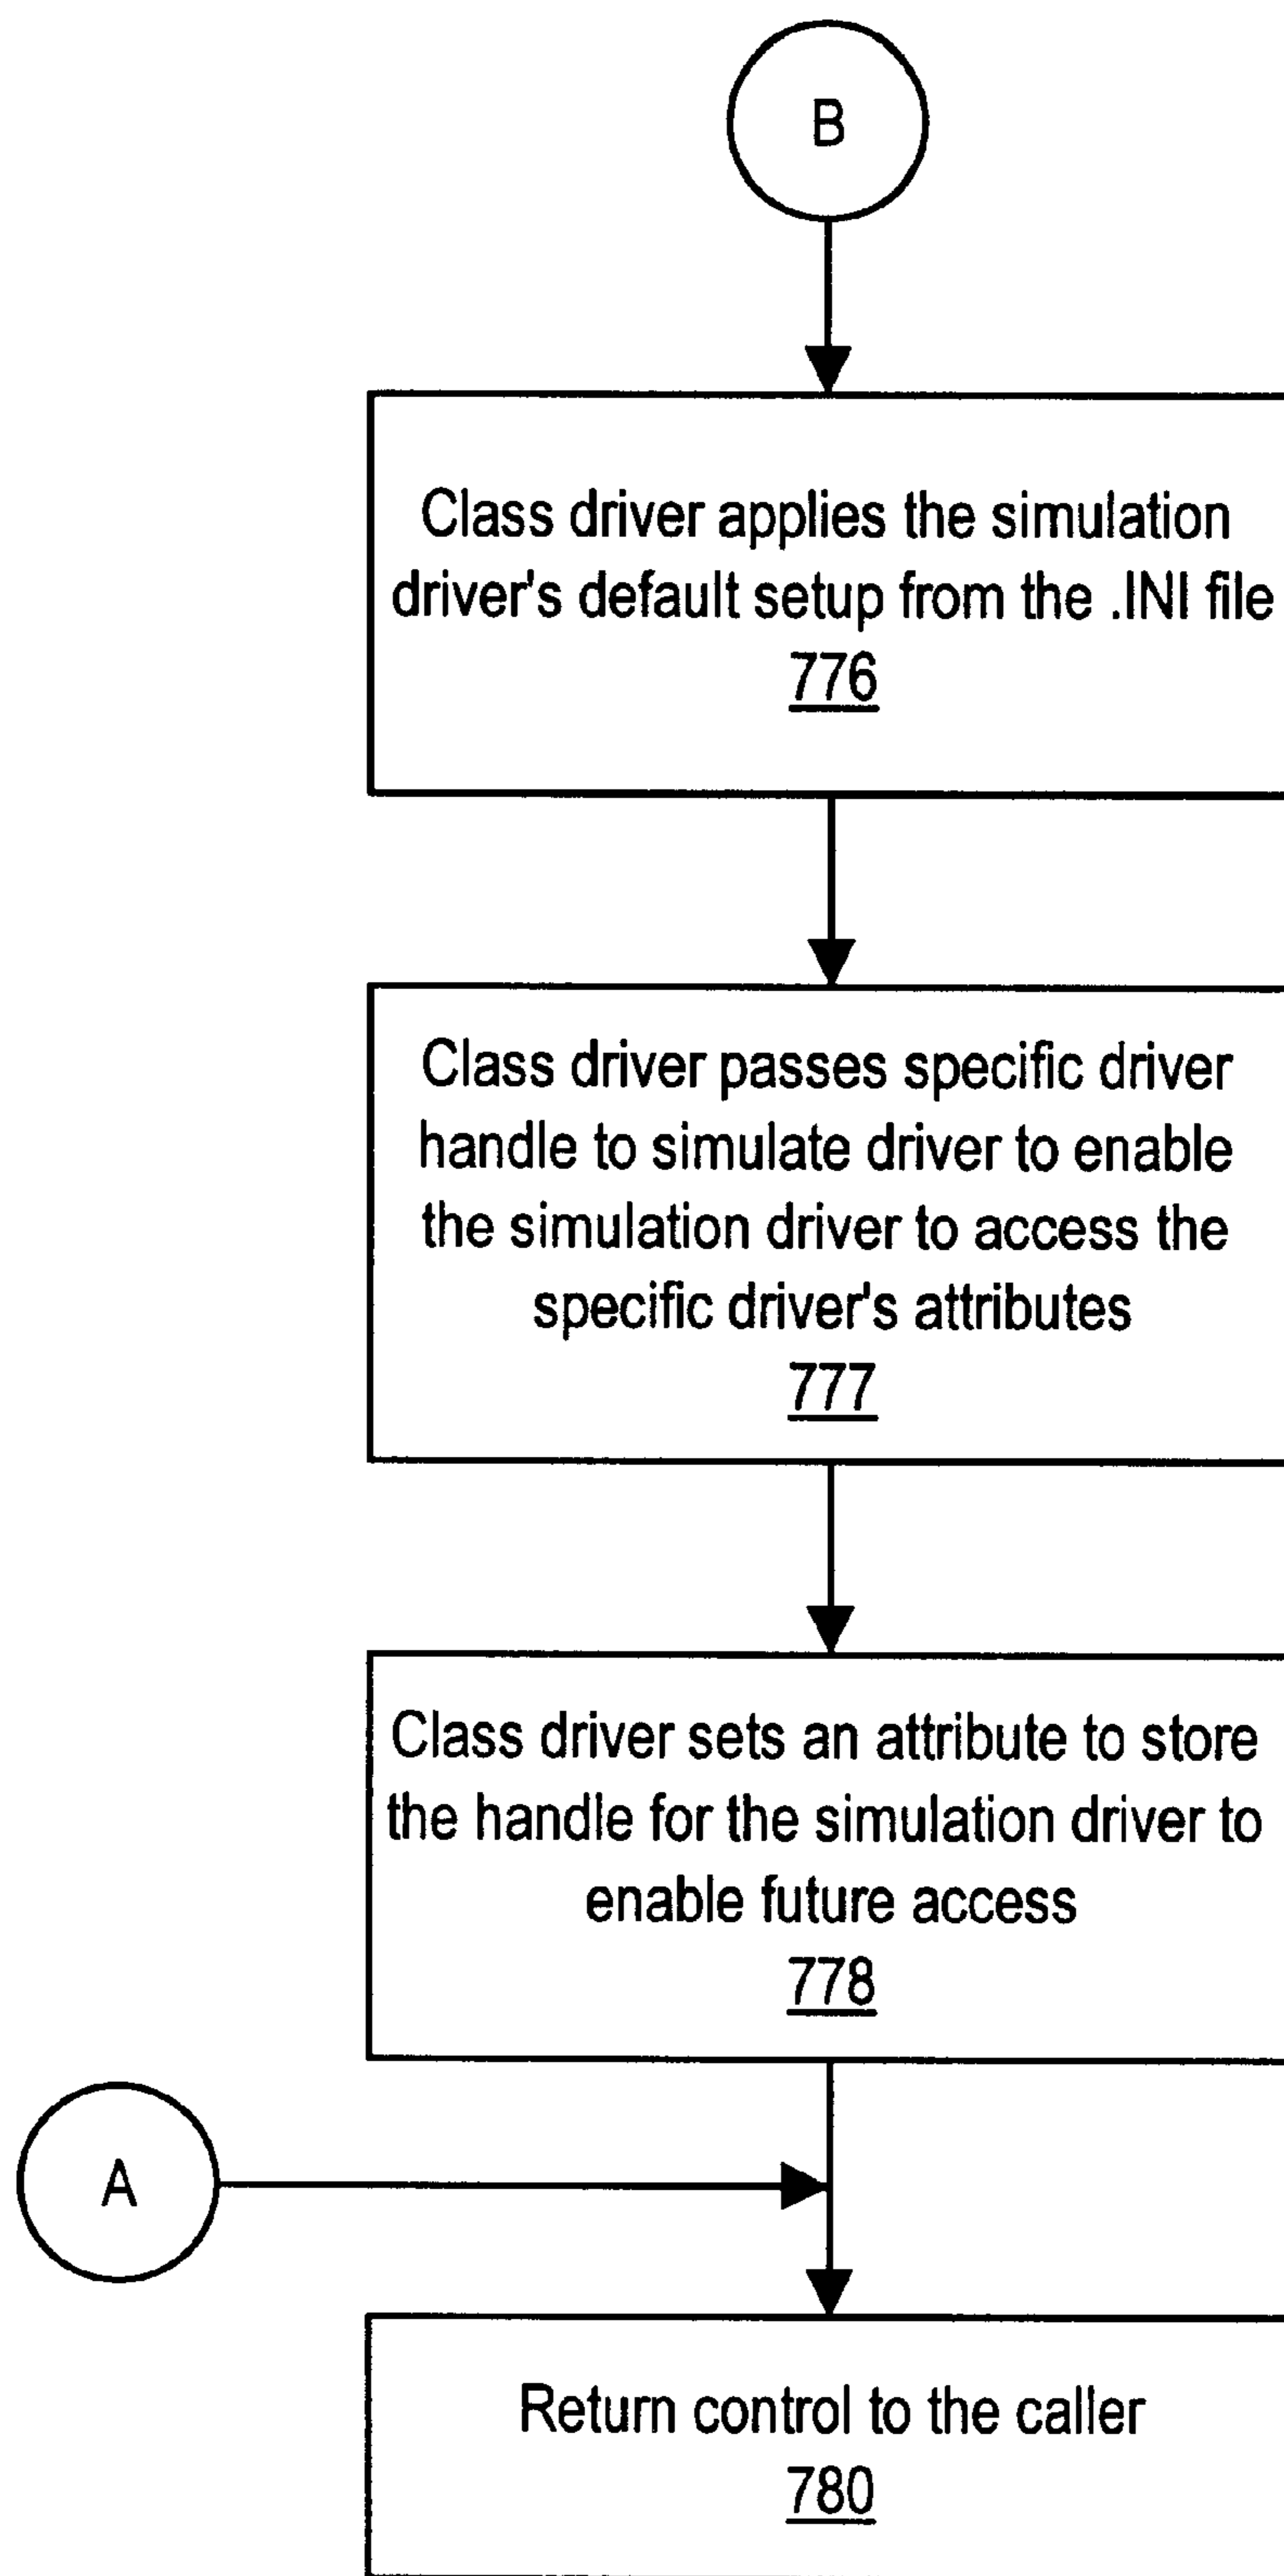 B
Class driver applies the simulation
driver's default setup from the .INI file
776
Class driver passes specific driver
handle to simulate driver to enable
the simulation driver to access the
specific driver's attributes
777
Class driver sets an attribute to store
the handle for the simulation driver to
enable future access
778
A
Return control to the caller
780